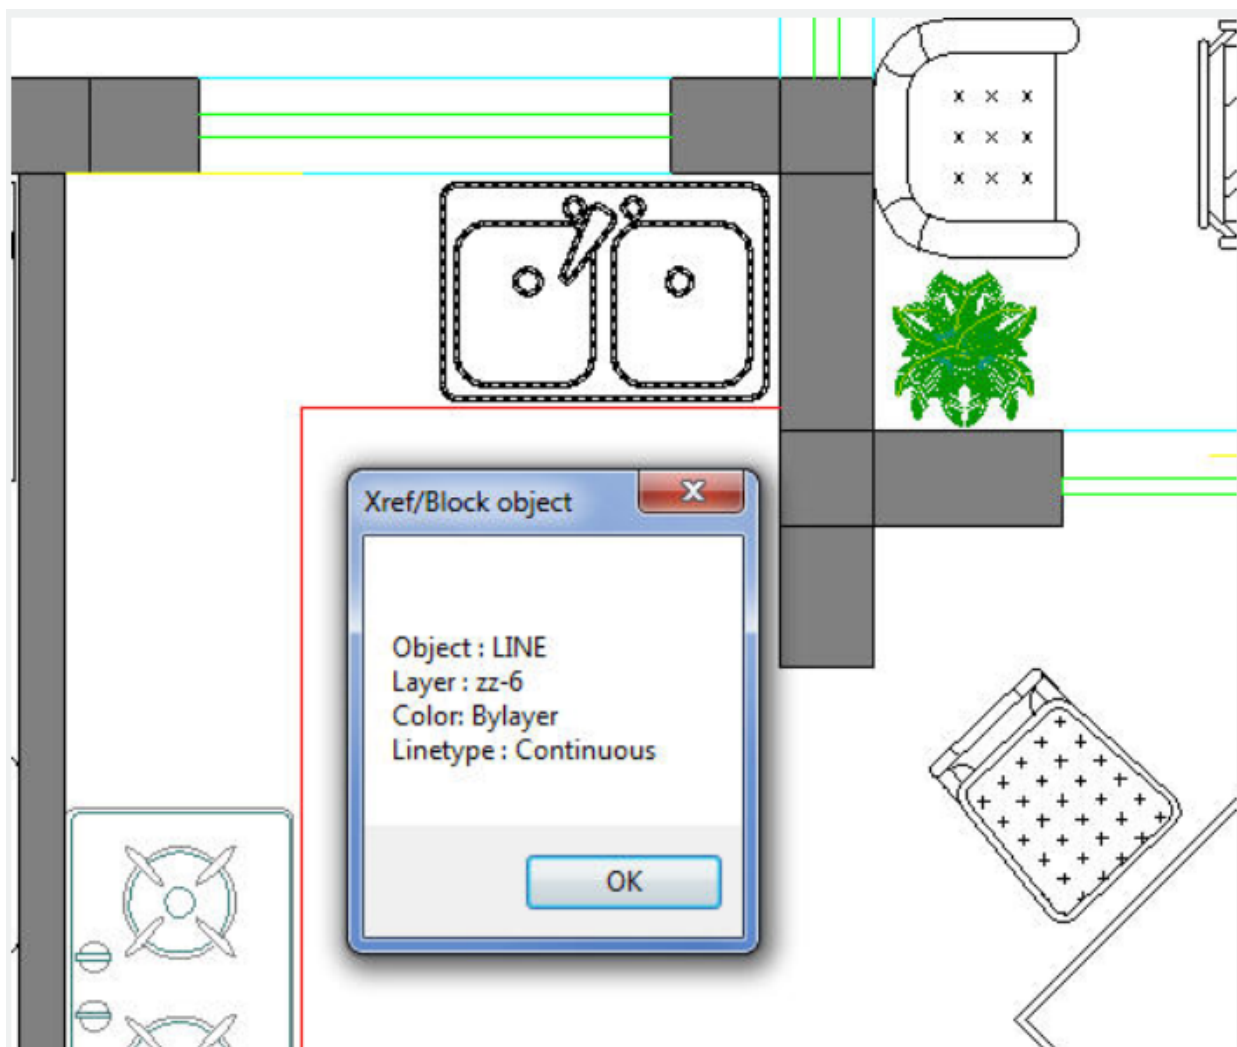 Xref/Block object
Object : LINE
Layer : zz-6
Color: Bylayer
Linetype : Continuous
OK